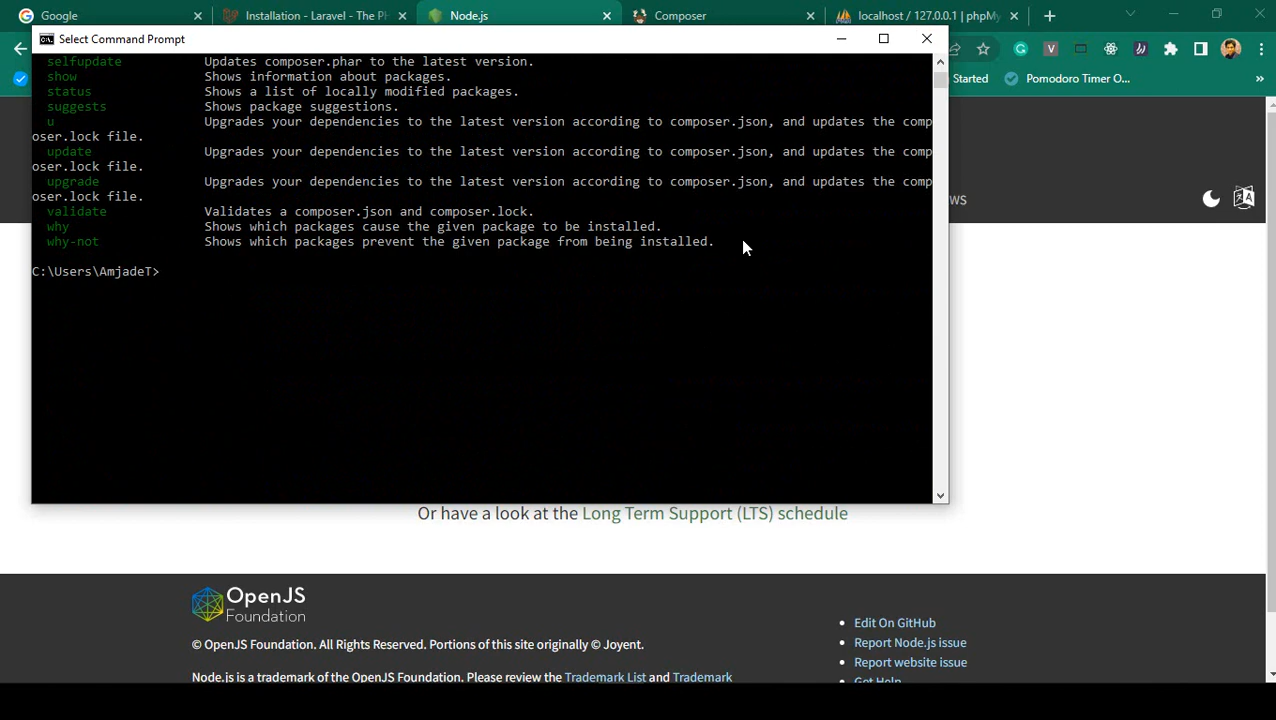 Google
Installation - Laravel - The P
Node.js
Composer
localhost / 127.0.0.1 | phpM
Select Command Prompt
selfupdate Updates composer.phar to the latest version.
show Shows information about packages.
status Shows a list of locally modified packages.
suggests Shows package suggestions.
u Upgrades your dependencies to the latest version according to composer.json, and updates the comp
oser.lock file.
update Upgrades your dependencies to the latest version according to composer.json, and updates the comp
oser.lock file.
upgrade Upgrades your dependencies to the latest version according to composer.json, and updates the comp
oser.lock file.
validate Validates a composer.json and composer.lock.
why Shows which packages cause the given package to be installed.
why-not Shows which packages prevent the given package from being installed.
C:\Users\AmjadeT>
Started
Pomodoro Timer O...
WS
Or have a look at the Long Term Support (LTS) schedule
OpenJS
Foundation
© OpenJS Foundation. All Rights Reserved. Portions of this site originally © Joyent.
Node.js is a trademark of the OpenJS Foundation. Please review the Trademark List and Trademark
Edit On GitHub
Report Node.js issue
Report website issue
Get Help